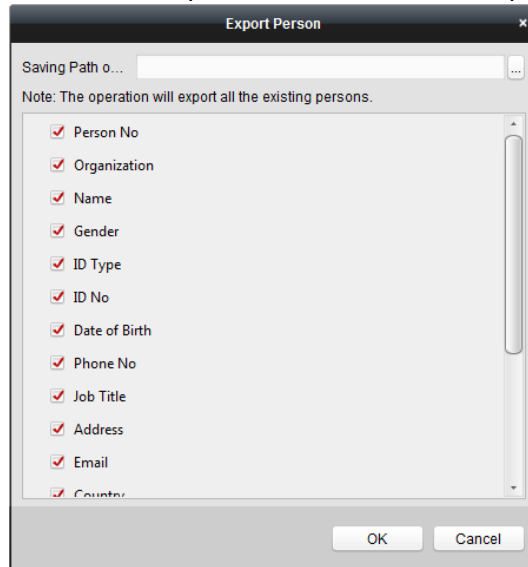 Export Person
×
Saving Path o...
...
Note: The operation will export all the existing persons.
Person No
Organization
Name
Gender
ID Type
ID No
Date of Birth
Phone No
Job Title
Address
Email
Country
OK
Cancel